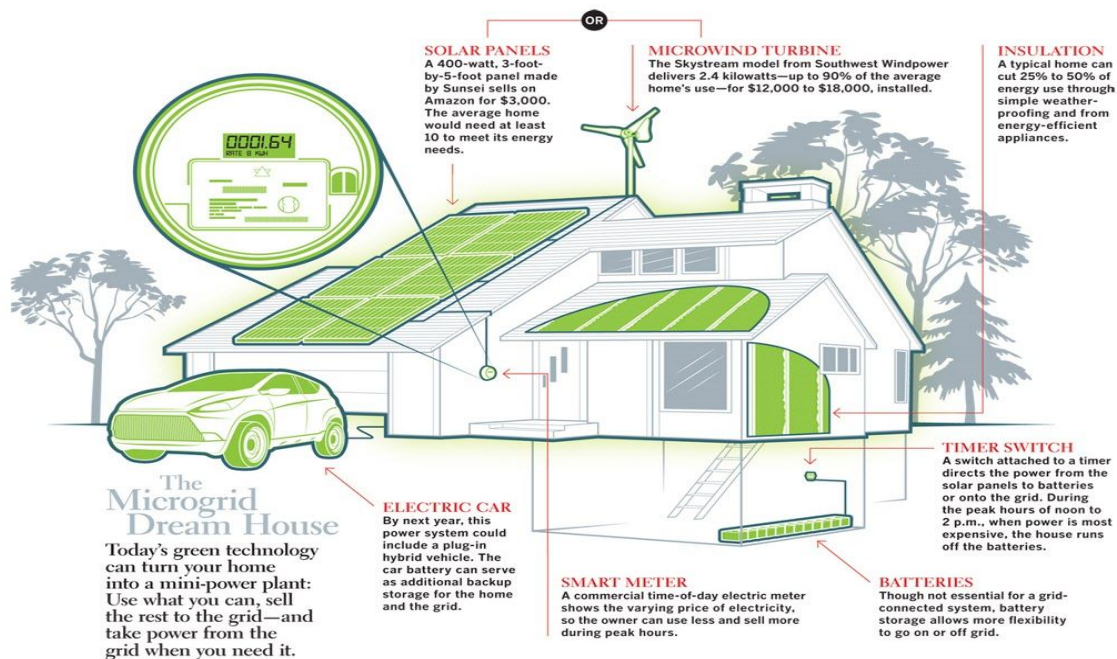 OR
SOLAR PANELS
A 400-watt, 3-foot-
by-5-foot panel made
by Sunsei sells on
Amazon for $3,000.
The average home
would need at least
10 to meet its energy
needs.
MICROWIND TURBINE
The Skystream model from Southwest Windpower
delivers 2.4 kilowatts—up to 90% of the average
home's use—for $12,000 to $18,000, installed.
INSULATION
A typical home can
cut 25% to 50% of
energy use through
simple weather-
proofing and from
energy-efficient
appliances.
0001.64
RATE $ KWH
The
Microgrid
Dream House
Today's green technology
can turn your home
into a mini-power plant:
Use what you can, sell
the rest to the grid—and
take power from the
grid when you need it.
ELECTRIC CAR
By next year, this
power system could
include a plug-in
hybrid vehicle. The
car battery can serve
as additional backup
storage for the home
and the grid.
SMART METER
A commercial time-of-day electric meter
shows the varying price of electricity,
so the owner can use less and sell more
during peak hours.
TIMER SWITCH
A switch attached to a timer
directs the power from the
solar panels to batteries
or onto the grid. During
the peak hours of noon to
2 p.m., when power is most
expensive, the house runs
off the batteries.
BATTERIES
Though not essential for a grid-
connected system, battery
storage allows more flexibility
to go on or off grid.